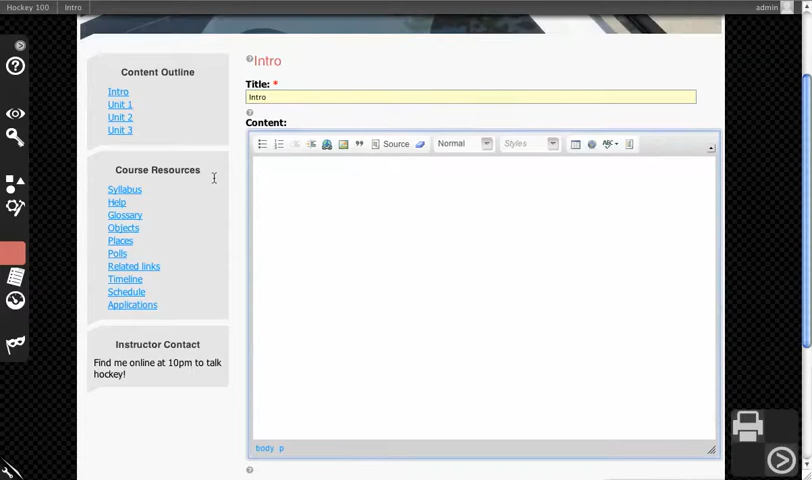 Hockey 100 Intro admin
Content Outline
Intro
Unit 1
Unit 2
Unit 3
Course Resources
Syllabus
Help
Glossary
Objects
Places
Polls
Related links
Timeline
Schedule
Applications
Instructor Contact
Find me online at 10pm to talk
hockey!
Intro
Title: *
Intro
Content:
Source Normal Styles ABC
body p